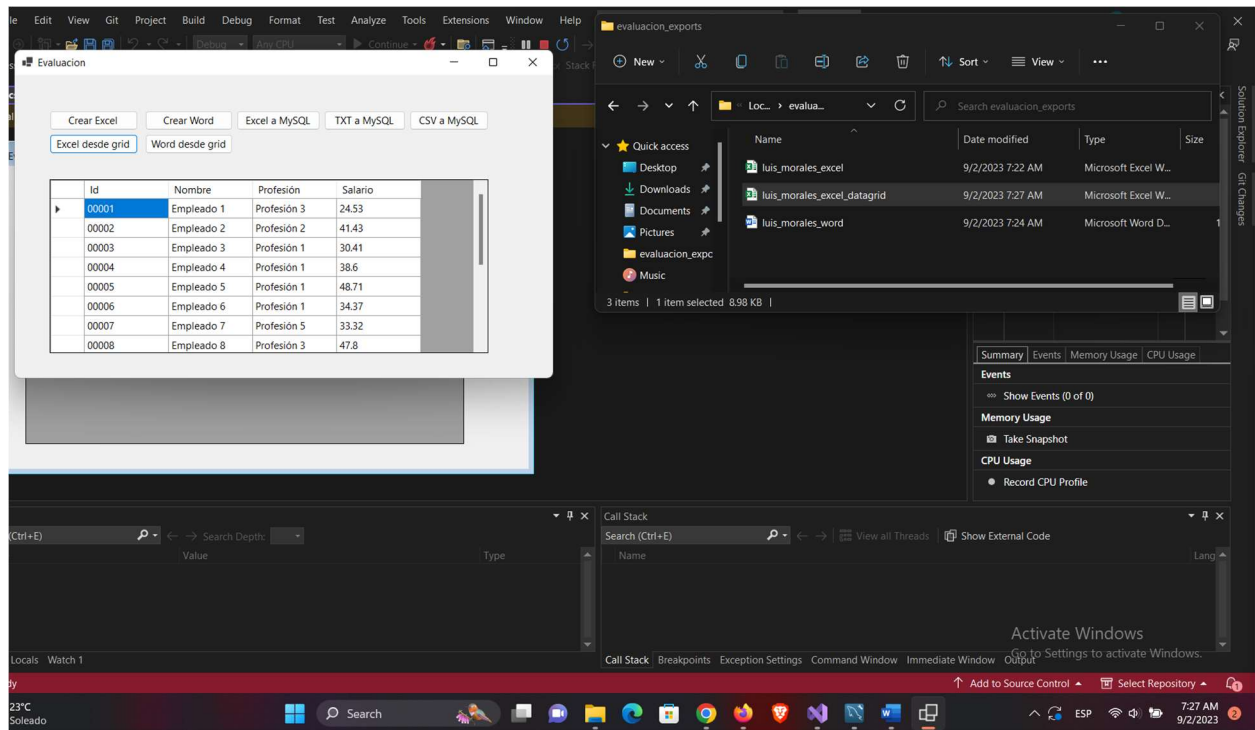 le Edit View Git Project Build Debug Format Test Analyze Tools Extensions Window Help
Debug Any CPU Continue
Evaluacion
Stack F
Crear Excel Crear Word Excel a MySQL TXT a MySQL CSV a MySQL
Excel desde grid Word desde grid
Id Nombre Profesión Salario
00001 Empleado 1 Profesión 3 24.53
00002 Empleado 2 Profesión 2 41.43
00003 Empleado 3 Profesión 1 30.41
00004 Empleado 4 Profesión 1 38.6
00005 Empleado 5 Profesión 1 48.71
00006 Empleado 6 Profesión 1 34.37
00007 Empleado 7 Profesión 5 33.32
00008 Empleado 8 Profesión 3 47.8
evaluacion_exports
New Sort View
Loc... evalua... Search evaluacion_exports
Name Date modified Type Size
Quick access
Desktop
Downloads
Documents
Pictures
evaluacion_expc
Music
luis_morales_excel 9/2/2023 7:22 AM Microsoft Excel W...
luis_morales_excel_datagrid 9/2/2023 7:27 AM Microsoft Excel W...
luis_morales_word 9/2/2023 7:24 AM Microsoft Word D... 1
3 items | 1 item selected 8.98 KB |
Solution Explorer Git Changes
Summary Events Memory Usage CPU Usage
Events
Show Events (0 of 0)
Memory Usage
Take Snapshot
CPU Usage
Record CPU Profile
(Ctrl+E) Search Depth:
Value Type
Locals Watch 1
Call Stack
Search (Ctrl+E) View all Threads Show External Code
Name Lang
Activate Windows
Go to Settings to activate Windows.
Call Stack Breakpoints Exception Settings Command Window Immediate Window Output
dy Add to Source Control Select Repository 1
23°C
Soleado
Search
ESP
7:27 AM
9/2/2023
2